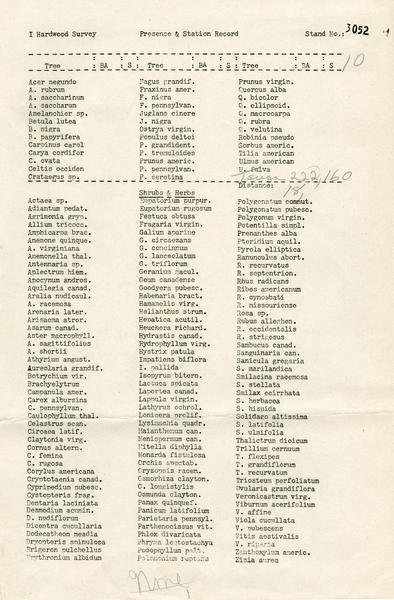 I Hardwood Survey Presence & Station Record Stand No.: 3052
Tree : BA : S : Tree : BA : S : Tree : BA : S 10
Acer negundo Fagus grandif. Prunus virgin.
A. rubrum Fraxinus amer. Quercus alba
A. saccharinum F. nigra Q. bicolor
A. saccharum F. pennsylvan. Q. ellipsoid.
Amelanchier sp Juglans cinere Q. macrocarpa
Betula lutea J. nigra Q. rubra
B. nigra Ostrya virgin. Q. velutina
B. papyrifera Populus deltoi Robinia pseudo
Carpinus carol P. grandident. Sorbus americ.
Carya cordifor P. tremuloides Tilia american
C. ovata Prunus americ. Ulmus american
Celtis occiden P. pennsylvan. U. fulva
Crataegus sp. P. serotina 222,160
Distance: 18,
Shrubs & Herbs
Actaea sp. Eupatorium purpur. Polygonatum commut.
Adiantum pedat. Eupatorium rugosum Polygonatum pubesc.
Agrimonia gryp. Festuca obtusa Polygonum virgin.
Allium tricocc. Fragaria virgin. Potentilla simpl.
Amphicarpa brac. Galium aparine Prenanthes alba
Anemone quinque. G. circaezans Pteridium aquil.
A. virginiana G. concinnum Pyrola elliptica
Anemonella thal. G. lanceolatum Ranunculus abort.
Antennaria sp. G. triflorum R. recurvatus
Aplectrum hiem. Geranium macul. R. septentrion.
Apocynum andros. Geum canadense Rhus radicans
Aquilegia canad. Goodyera pubesc. Ribes americanum
Aralia nudicaul. Habenaria bract. R. cynosbati
A. racemosa Hamamelis virg. R. missouriense
Arenaria later. Helianthus strum. Rosa sp.
Arisaema atror. Hepatica acutil. Rubus alleghen.
Asarum canad. Heuchera richard. R. occidentalis
Aster macrophyll. Hydrastis canad. R. strigosus
A. sagittifolius Hydrophyllum virg. Sambucus canad.
A. shortii Hystrix patula Sanguinaria can.
Athyrium angust. Impatiens biflora Sanicula gregaria
Aureolaria grandif. I. pallida S. marilandica
Botrychium vir. Isopyrum bitern. Smilacina racemosa
Brachyelytrum Lactuca spicata S. stellata
Campanula amer. Laportea canad. Smilax ecirrhata
Carex albursina Lappula virgin. S. herbacea
C. pennsylvan. Lathyrus ochrol. S. hispida
Caulophyllum thal. Lonicera prolif. Solidago altissima
Celastrus scan. Lysimachia quadr. S. latifolia
Circaea latif. Maianthemum can. S. ulmifolia
Claytonia virg. Menispermum can. Thalictrum dioicum
Cornus altern. Mitella diphylla Trillium cernuum
C. femina Monarda fistulosa T. flexipes
C. rugosa Orchis spectab. T. grandiflorum
Corylus americana Oryzopsis racem. T. recurvatum
Cryptotaenia canad. Osmorhiza clayton. Triosteum perfoliatum
Cypripedium pubesc. O. longistylis Uvularia grandiflora
Cystopteris frag. Osmunda clayton. Veronicastrum virg.
Dentaria laciniata Panax quinquef. Viburnum acerifolium
Desmodium acumin. Panicum latifolium V. affine
D. nudiflorum Parietaria pennsyl. Viola cucullata
Dicentra cucullaria Parthenocissus vit. V. pubescens
Dodecatheon meadia Phlox divaricata Vitis aestivalis
Dryopteris spinulosa Phryma leptostachya V. riparia
Erigeron pulchellus Podophyllum pelt. Zanthoxylum americ.
Erythronium albidum Polemonium reptans Zizia aurea
None